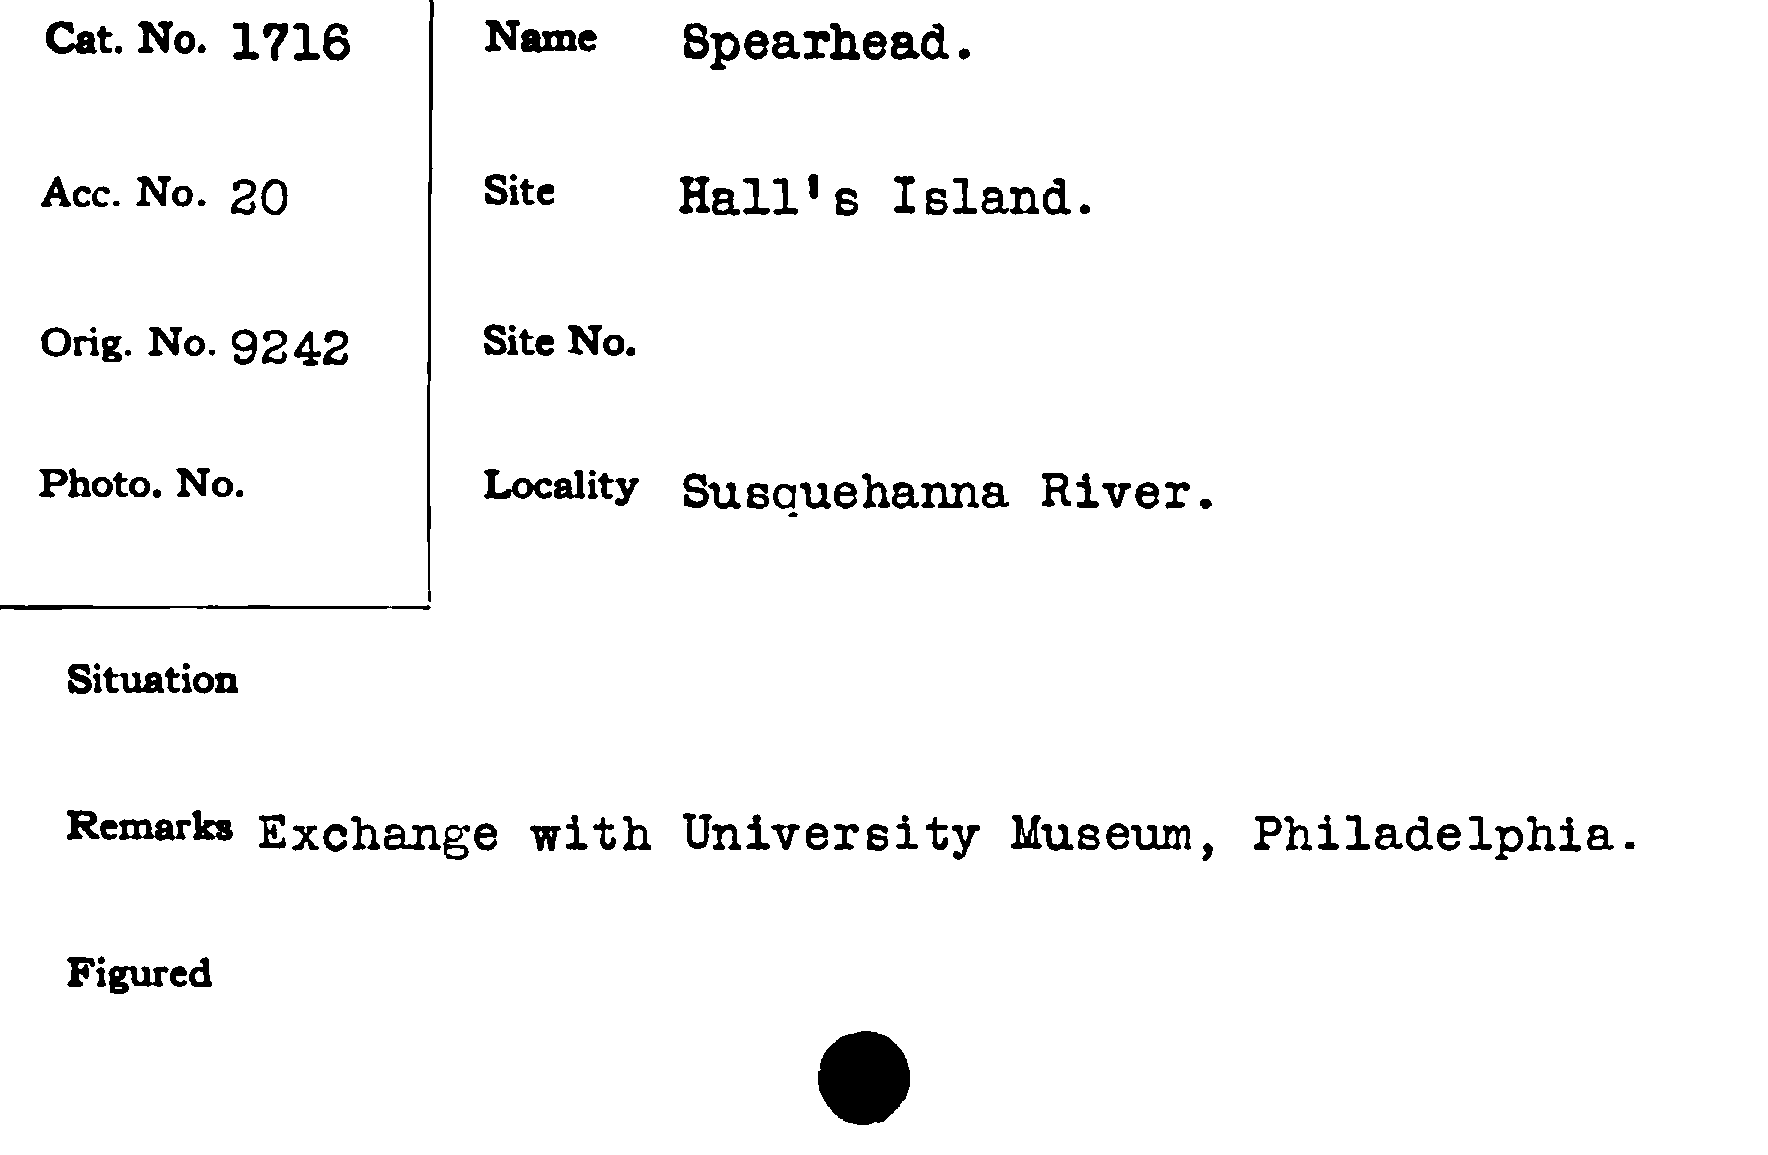 Cat. No. 1716
Name Spearhead.
Acc. No. 20
Site Hall's Island.
Orig. No. 9242
Site No.
Photo. No.
Locality Susquehanna River.
Situation
Remarks Exchange with University Museum, Philadelphia.
Figured